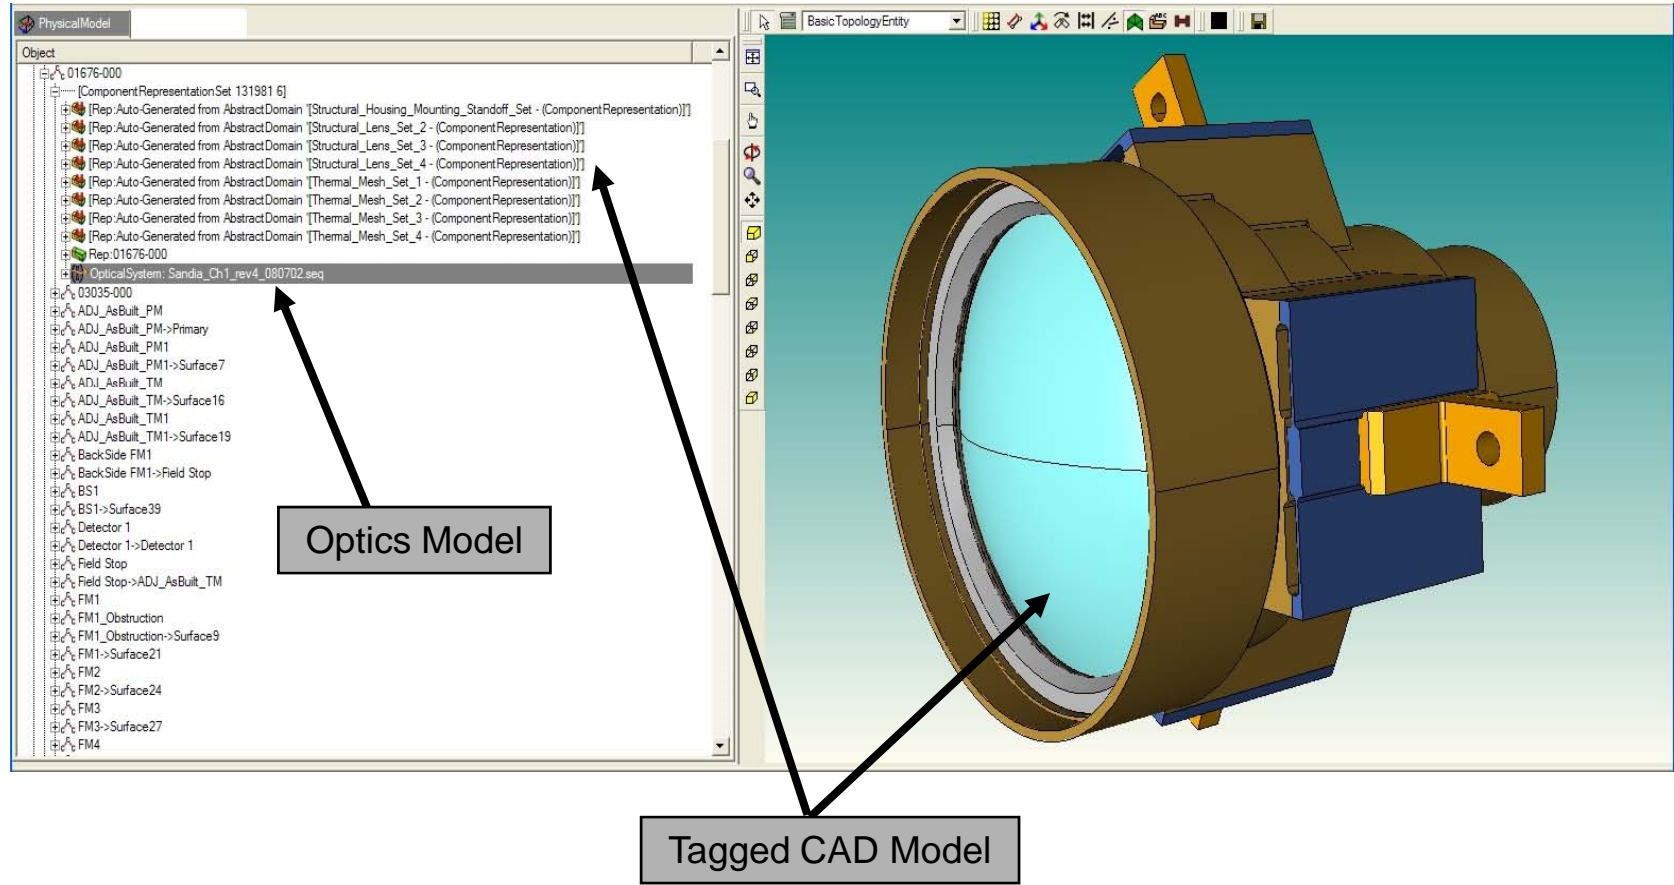 PhysicalModel
BasicTopologyEntity
Object
01676-000
[ComponentRepresentationSet 131981 6]
[Rep:Auto-Generated from AbstractDomain '[Structural_Housing_Mounting_Standoff_Set - (ComponentRepresentation)]']
[Rep:Auto-Generated from AbstractDomain '[Structural_Lens_Set_2 - (ComponentRepresentation)]']
[Rep:Auto-Generated from AbstractDomain '[Structural_Lens_Set_3 - (ComponentRepresentation)]']
[Rep:Auto-Generated from AbstractDomain '[Structural_Lens_Set_4 - (ComponentRepresentation)]']
[Rep:Auto-Generated from AbstractDomain '[Thermal_Mesh_Set_1 - (ComponentRepresentation)]']
[Rep:Auto-Generated from AbstractDomain '[Thermal_Mesh_Set_2 - (ComponentRepresentation)]']
[Rep:Auto-Generated from AbstractDomain '[Thermal_Mesh_Set_3 - (ComponentRepresentation)]']
[Rep:Auto-Generated from AbstractDomain '[Thermal_Mesh_Set_4 - (ComponentRepresentation)]']
Rep:01676-000
OpticalSystem: Sandia_Ch1_rev4_080702.seq
03035-000
ADJ_AsBuilt_PM
ADJ_AsBuilt_PM->Primary
ADJ_AsBuilt_PM1
ADJ_AsBuilt_PM1->Surface7
ADJ_AsBuilt_TM
ADJ_AsBuilt_TM->Surface16
ADJ_AsBuilt_TM1
ADJ_AsBuilt_TM1->Surface19
BackSide FM1
BackSide FM1->Field Stop
BS1
BS1->Surface39
Detector 1
Detector 1->Detector 1
Field Stop
Field Stop->ADJ_AsBuilt_TM
FM1
FM1_Obstruction
FM1_Obstruction->Surface9
FM1->Surface21
FM2
FM2->Surface24
FM3
FM3->Surface27
FM4
Optics Model
Tagged CAD Model